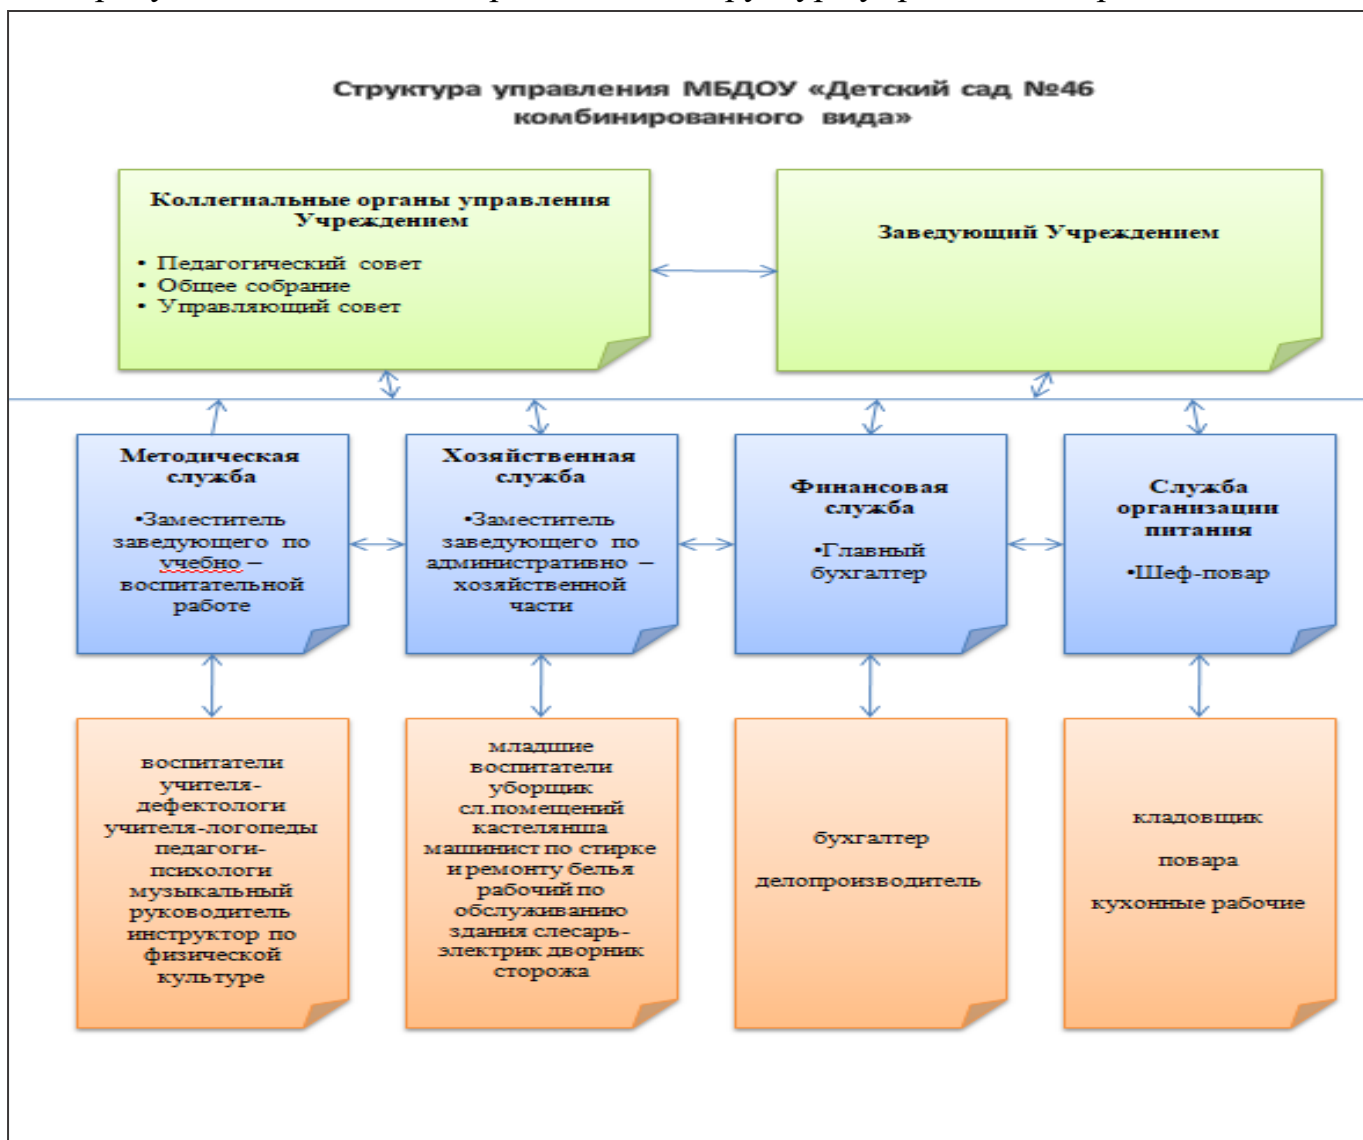 Структура управления МБДОУ «Детский сад №46
комбинированного вида»
Коллегиальные органы управления
Учреждением
• Педагогический совет
• Общее собрание
• Управляющий совет
Заведующий Учреждением
Методическая
служба
•Заместитель
заведующего по
учебно –
воспитательной
работе
Хозяйственная
служба
•Заместитель
заведующего по
административно –
хозяйственной
части
Финансовая
служба
•Главный
бухгалтер
Служба
организации
питания
•Шеф-повар
воспитатели
учителя-
дефектологи
учителя-логопеды
педагоги-
психологи
музыкальный
руководитель
инструктор по
физической
культуре
младшие
воспитатели
уборщик
сл.помещений
кастелянша
машинист по стирке
и ремонту белья
рабочий по
обслуживанию
здания слесарь-
электрик дворник
сторожа
бухгалтер
делопроизводитель
кладовщик
повара
кухонные рабочие